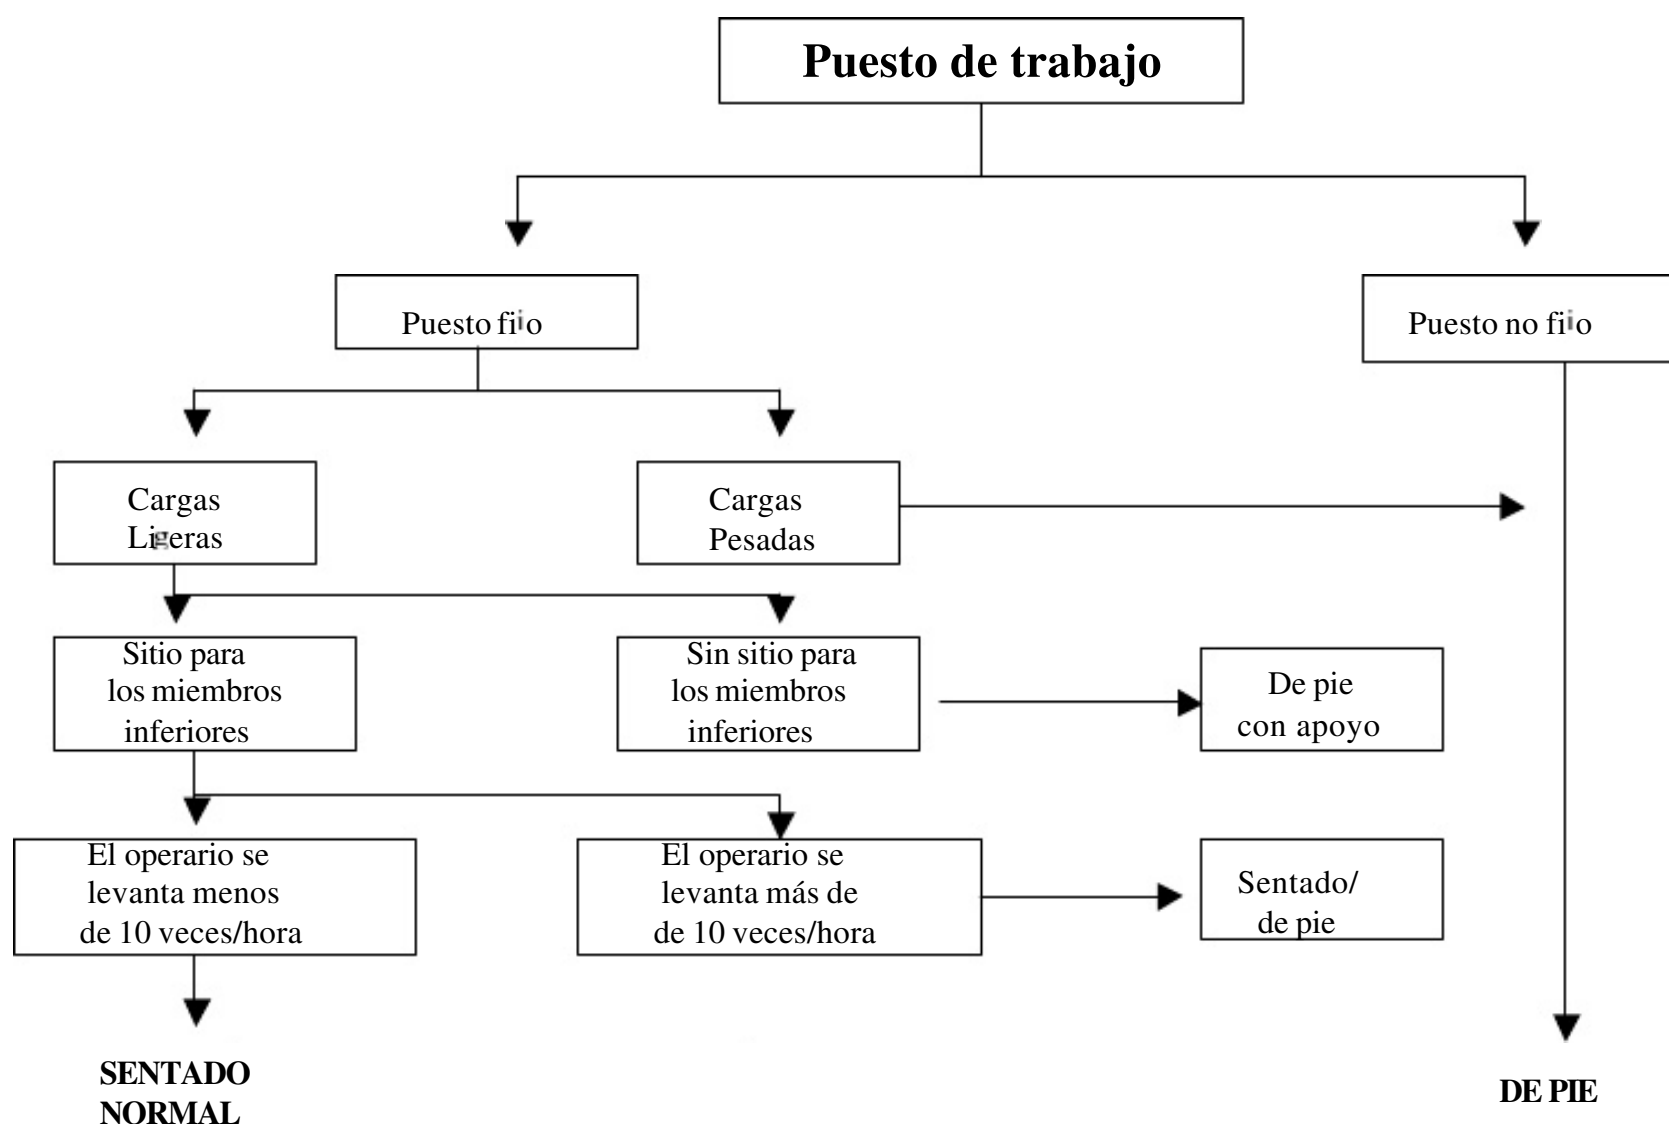 Puesto de trabajo
Puesto fijo
Puesto no fijo
Cargas
Ligeras
Cargas
Pesadas
Sitio para
los miembros
inferiores
Sin sitio para
los miembros
inferiores
De pie
con apoyo
El operario se
levanta menos
de 10 veces/hora
El operario se
levanta más de
de 10 veces/hora
Sentado/
de pie
SENTADO
NORMAL
DE PIE